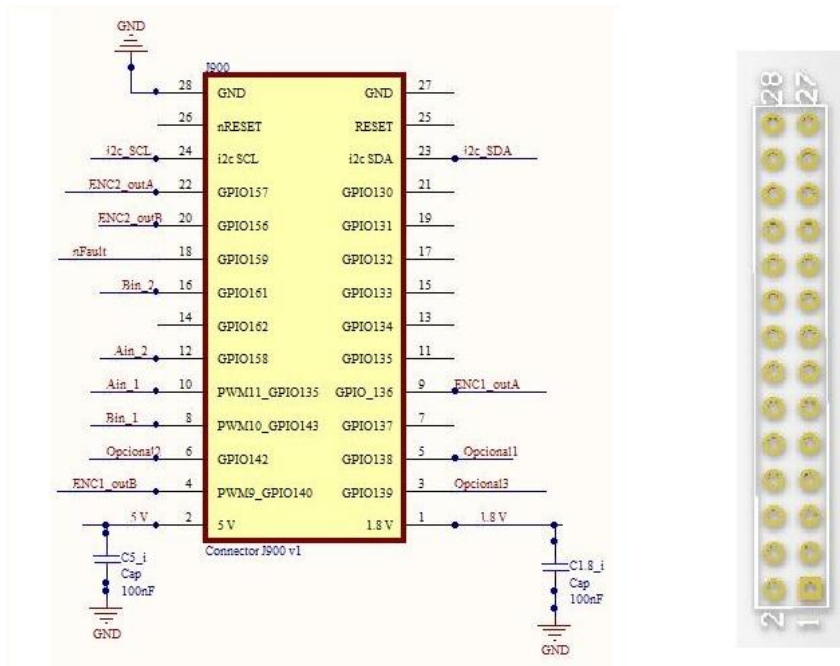 GND
J900
28 GND GND 27
26 nRESET RESET 25
i2c_SCL 24 i2c SCL i2c SDA 23 i2c_SDA
ENC2_outA 22 GPIO157 GPIO130 21
ENC2_outB 20 GPIO156 GPIO131 19
nFault 18 GPIO159 GPIO132 17
Bin_2 16 GPIO161 GPIO133 15
14 GPIO162 GPIO134 13
Ain_2 12 GPIO158 GPIO135 11
Ain_1 10 PWM11_GPIO135 GPIO_136 9 ENC1_outA
Bin_1 8 PWM10_GPIO143 GPIO137 7
Opcional2 6 GPIO142 GPIO138 5 Opcional1
ENC1_outB 4 PWM9_GPIO140 GPIO139 3 Opcional3
5 V 2 5 V 1.8 V 1 1.8 V
Connector J900 v1
C5_i
Cap
100nF
GND
C1.8_i
Cap
100nF
GND
28 27
2 1